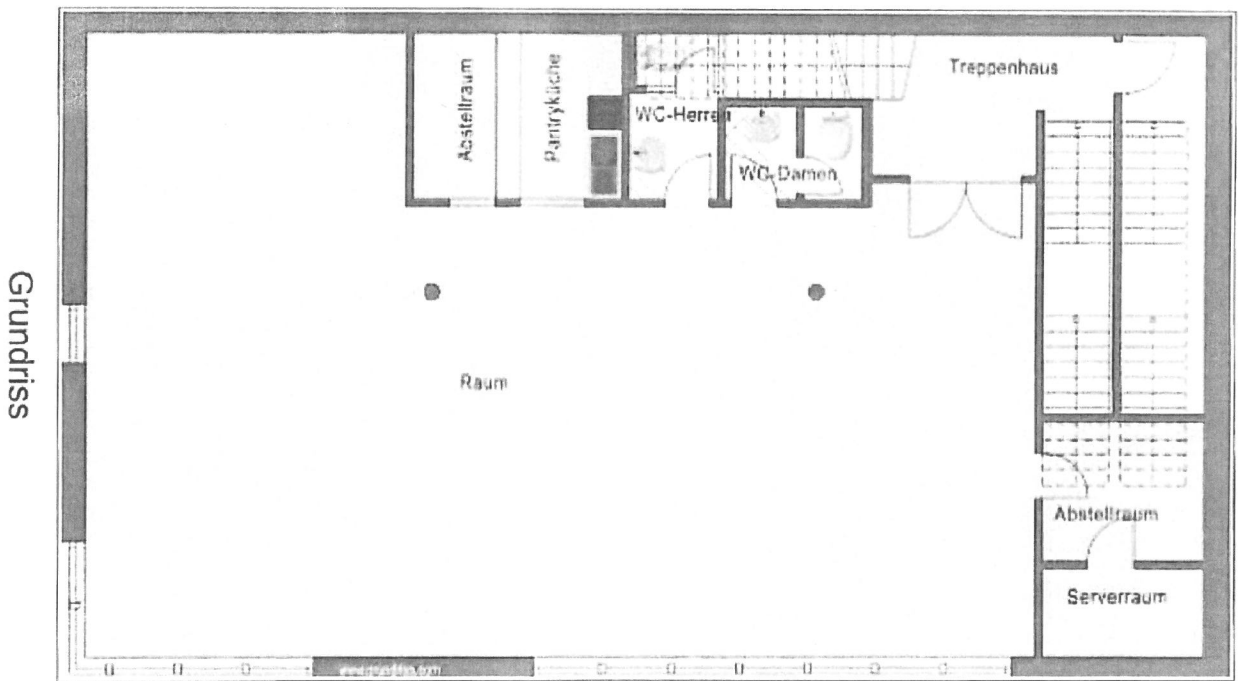 Grundriss
Treppenhaus
Abstellraum
Pantryküche
WC-Herren
WC-Damen
Raum
Abstellraum
Serverraum